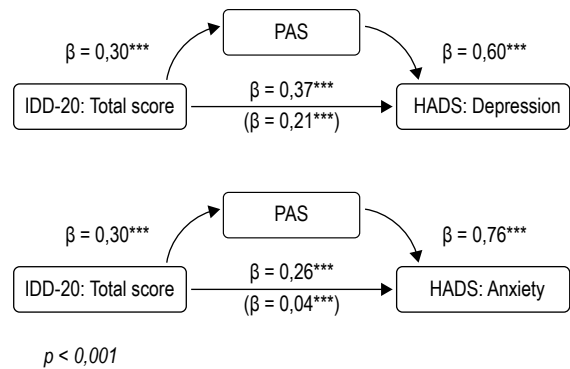 PAS
β = 0,30***
β = 0,60***
IDD-20: Total score
β = 0,37***
(β = 0,21***)
HADS: Depression
PAS
β = 0,30***
β = 0,76***
IDD-20: Total score
β = 0,26***
(β = 0,04***)
HADS: Anxiety
p < 0,001